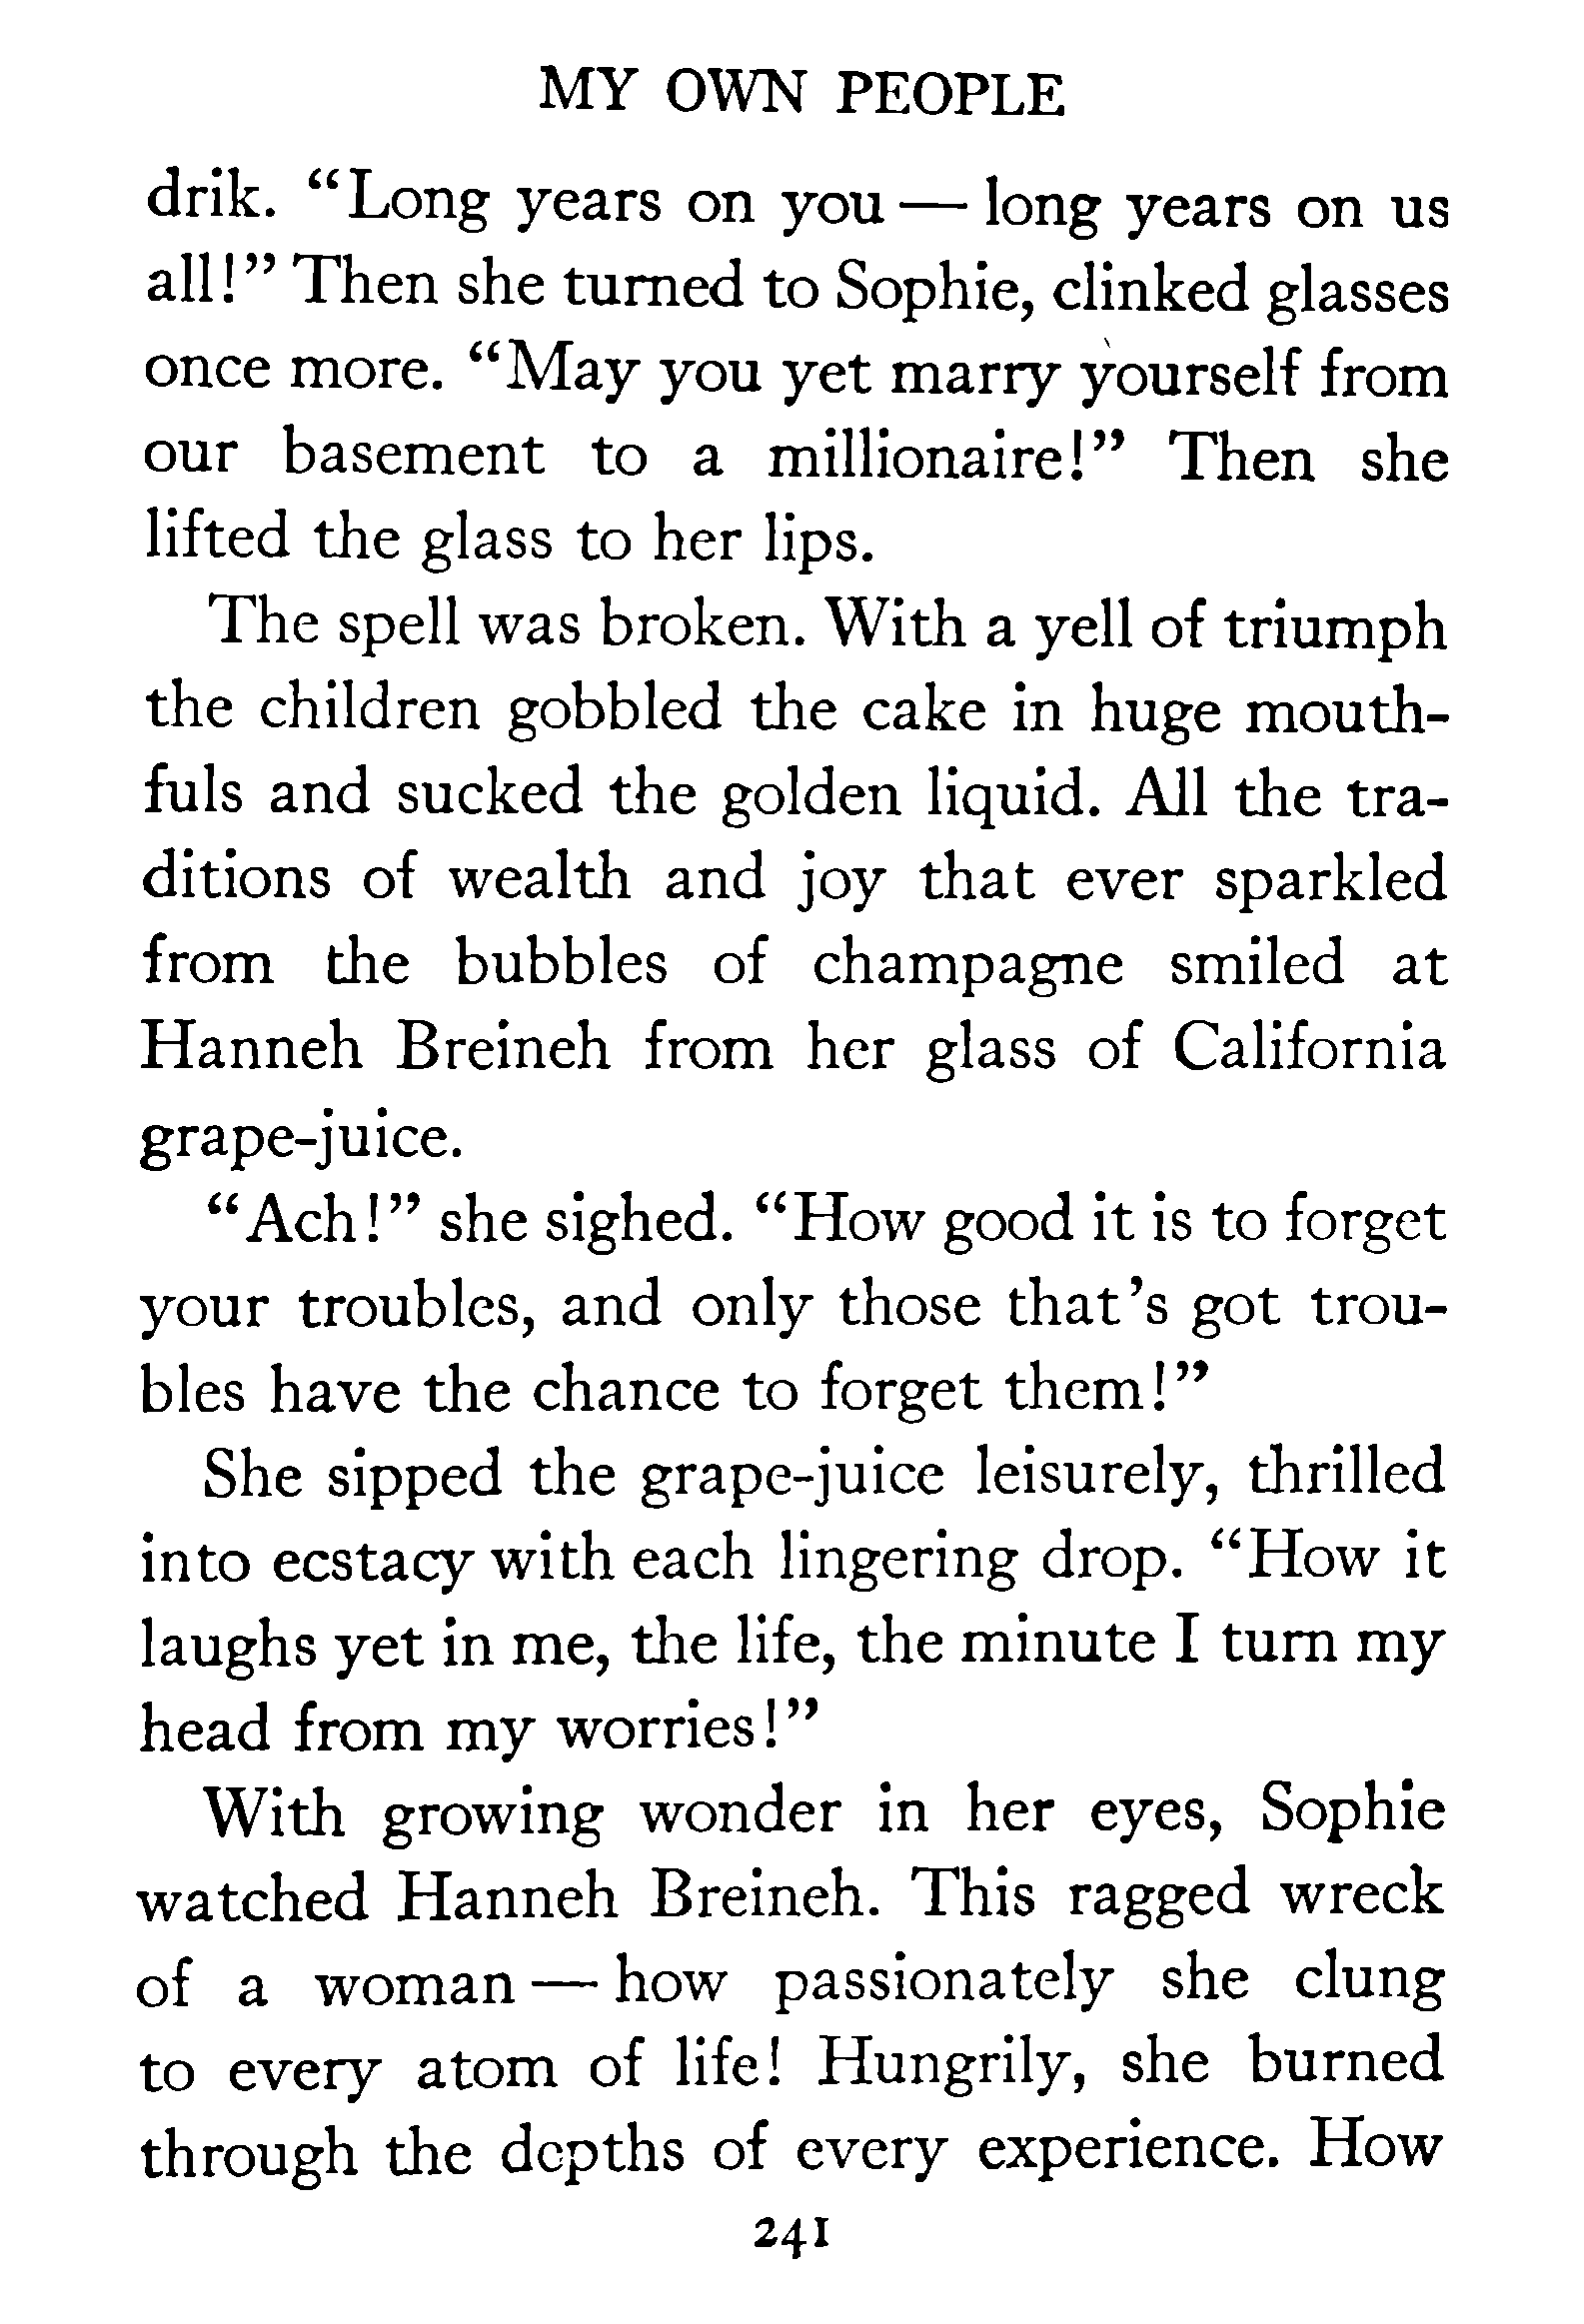 MY OWN PEOPLE
drik. “Long years on you — long years on us
all!” Then she turned to Sophie, clinked glasses
once more. “May you yet marry yourself from
our basement to a millionaire!” Then she
lifted the glass to her lips.
The spell was broken. With a yell of triumph
the children gobbled the cake in huge mouth-
fuls and sucked the golden liquid. All the tra-
ditions of wealth and joy that ever sparkled
from the bubbles of champagne smiled at
Hanneh Breineh from her glass of California
grape-juice.
“Ach!” she sighed. “How good it is to forget
your troubles, and only those that’s got trou-
bles have the chance to forget them!”
She sipped the grape-juice leisurely, thrilled
into ecstacy with each lingering drop. “How it
laughs yet in me, the life, the minute I turn my
head from my worries!”
With growing wonder in her eyes, Sophie
watched Hanneh Breineh. This ragged wreck
of a woman — how passionately she clung
to every atom of life! Hungrily, she burned
through the depths of every experience. How
241